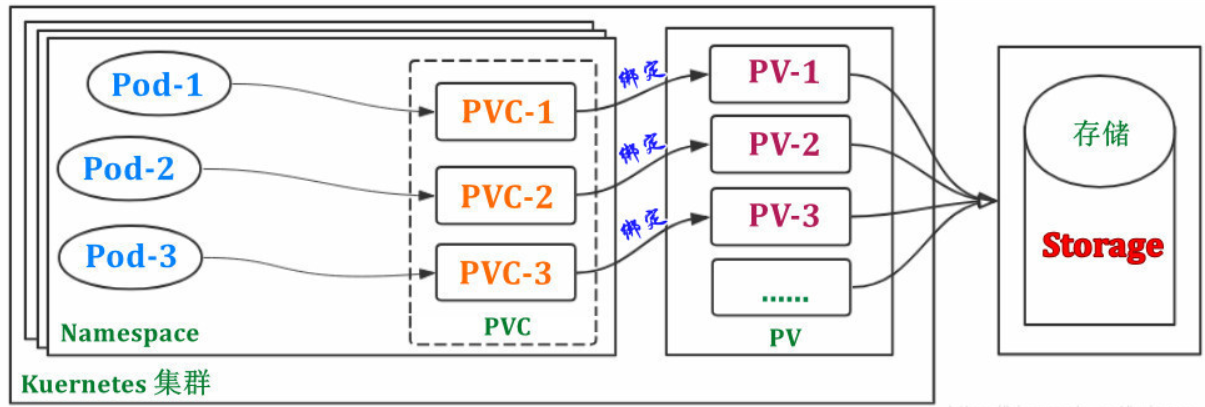 Pod-1
Pod-2
Pod-3
PVC-1
PVC-2
PVC-3
PVC
Namespace
Kuernetes 集群
绑定
绑定
绑定
PV-1
PV-2
PV-3
......
PV
存储
Storage